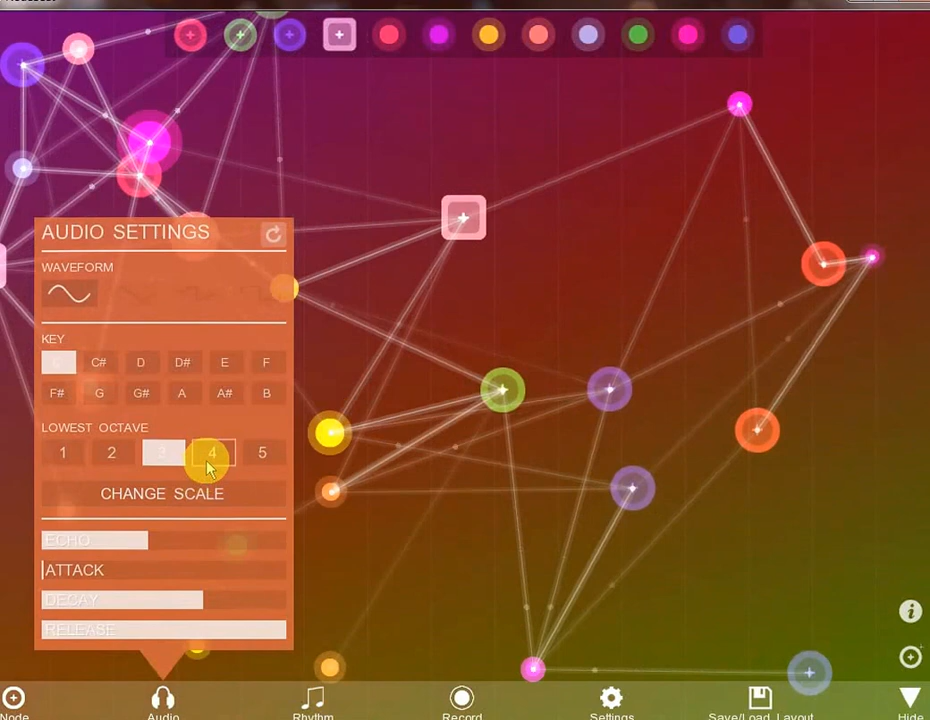 AUDIO SETTINGS
WAVEFORM
KEY
C# D D# E F
F# G G# A A# B
LOWEST OCTAVE
1 2 3 4 5
CHANGE SCALE
ECHO
ATTACK
DECAY
RELEASE
Node Audio Rhythm Record Settings Save/Load Layout Hide